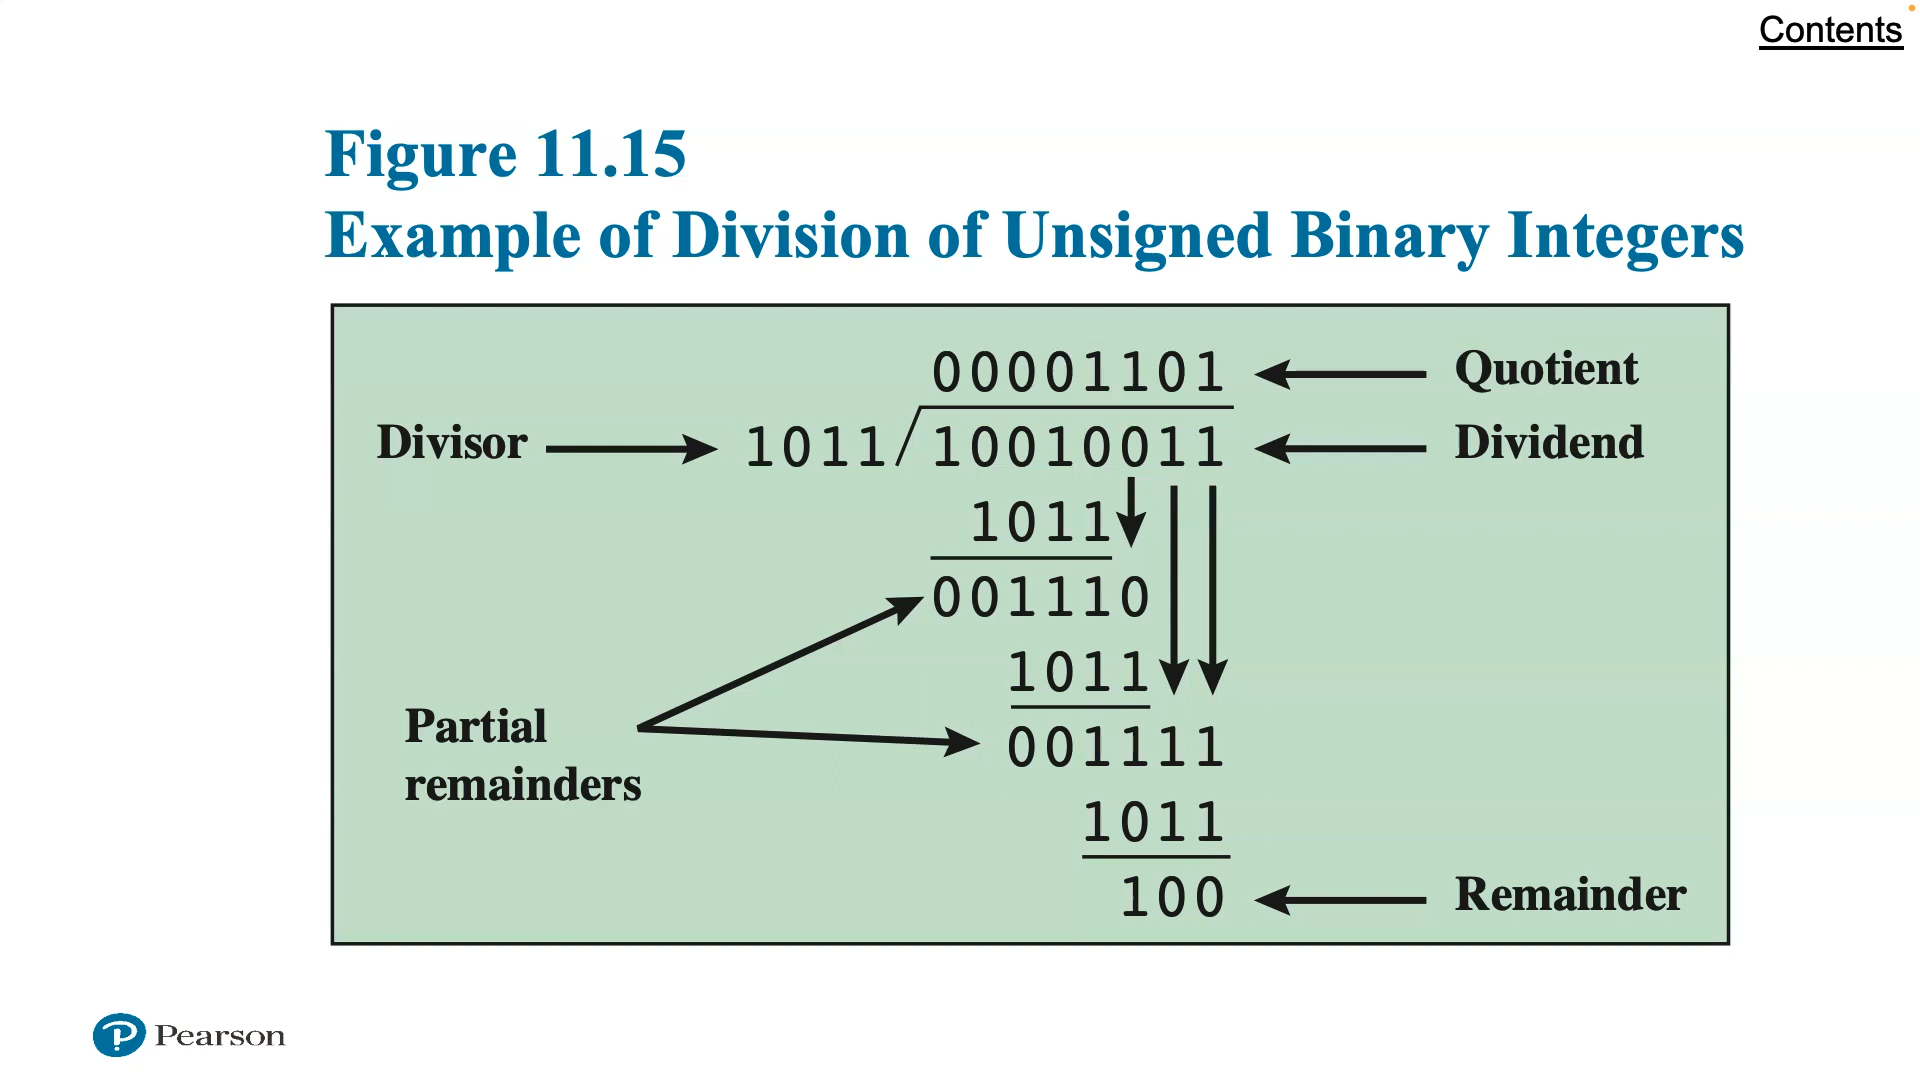 Contents
Figure 11.15
Example of Division of Unsigned Binary Integers
00001101
Quotient
Divisor
1011
10010011
Dividend
1011
001110
1011
Partial
remainders
001111
1011
100
Remainder
Pearson